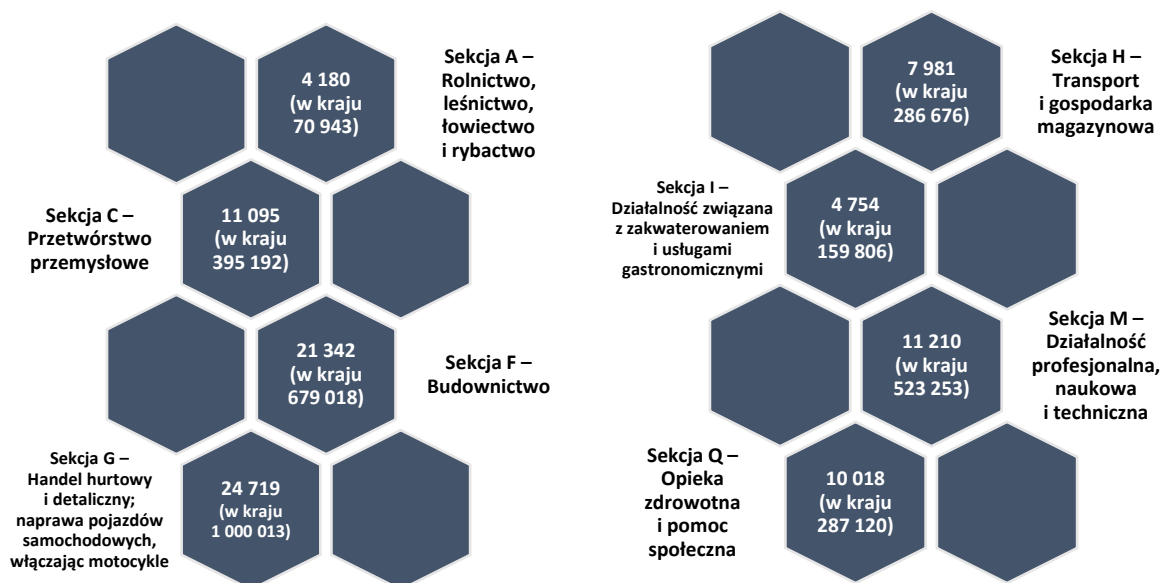 4 180
(w kraju
70 943)
Sekcja A –
Rolnictwo,
leśnictwo,
łowiectwo
i rybactwo
Sekcja C –
Przetwórstwo
przemysłowe
11 095
(w kraju
395 192)
21 342
(w kraju
679 018)
Sekcja F –
Budownictwo
Sekcja G –
Handel hurtowy
i detaliczny;
naprawa pojazdów
samochodowych,
włączając motocykle
24 719
(w kraju
1 000 013)
7 981
(w kraju
286 676)
Sekcja H –
Transport
i gospodarka
magazynowa
Sekcja I –
Działalność związana
z zakwaterowaniem
i usługami
gastronomicznymi
4 754
(w kraju
159 806)
11 210
(w kraju
523 253)
Sekcja M –
Działalność
profesjonalna,
naukowa
i techniczna
Sekcja Q –
Opieka
zdrowotna
i pomoc
społeczna
10 018
(w kraju
287 120)